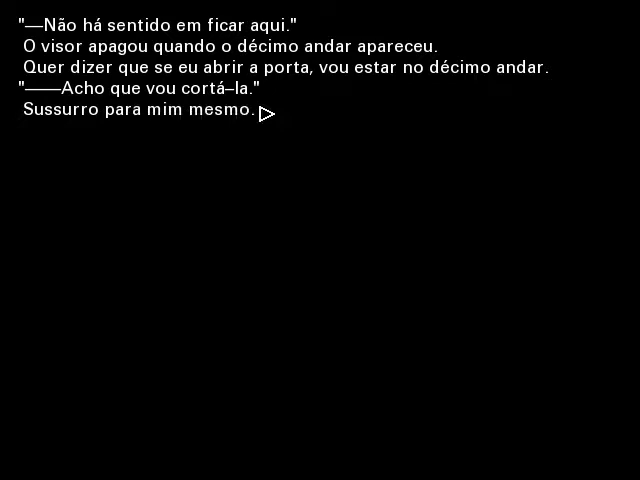 "—Não há sentido em ficar aqui."
O visor apagou quando o décimo andar apareceu.
Quer dizer que se eu abrir a porta, vou estar no décimo andar.
"——Acho que vou cortá–la."
Sussurro para mim mesmo.